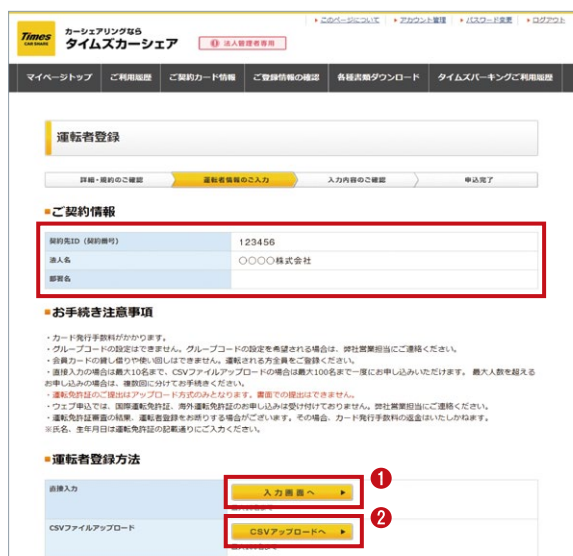 ・このページについて ・アカウント管理 ・パスワード変更 ・ログアウト
Times
CAR SHARE
カーシェアリングなら
タイムズカーシェア
法人管理者専用
マイページトップ ご利用履歴 ご契約カード情報 ご登録情報の確認 各種書類ダウンロード タイムズパーキングご利用履歴
運転者登録
詳細・規約のご確認 運転者情報のご入力 入力内容のご確認 申込完了
ご契約情報
契約先ID（契約番号） 123456
法人名 〇〇〇〇株式会社
部署名
お手続き注意事項
・カード発行手数料がかかります。
・グループコードの設定はできません。グループコードの設定を希望される場合は、弊社営業担当にご連絡ください。
・会員カードの貸し借りや使い回しはできません。運転される方全員をご登録ください。
・直接入力の場合は最大10名まで、CSVファイルアップロードの場合は最大100名まで一度にお申し込みいただけます。 最大人数を超える
お申し込みの場合は、複数回に分けてお手続きください。
・運転免許証のご提出はアップロード方式のみとなります。書面での提出はできません。
・ウェブ申込では、国際運転免許証、海外運転免許証のお申し込みは受け付けておりません。弊社営業担当にご連絡ください。
・運転免許証審査の結果、運転者登録をお断りする場合がございます。その場合、カード発行手数料の返金はいたしかねます。
※氏名、生年月日は運転免許証の記載通りにご入力ください。
運転者登録方法
直接入力 入力画面へ
1
CSVファイルアップロード CSVアップロードへ
2